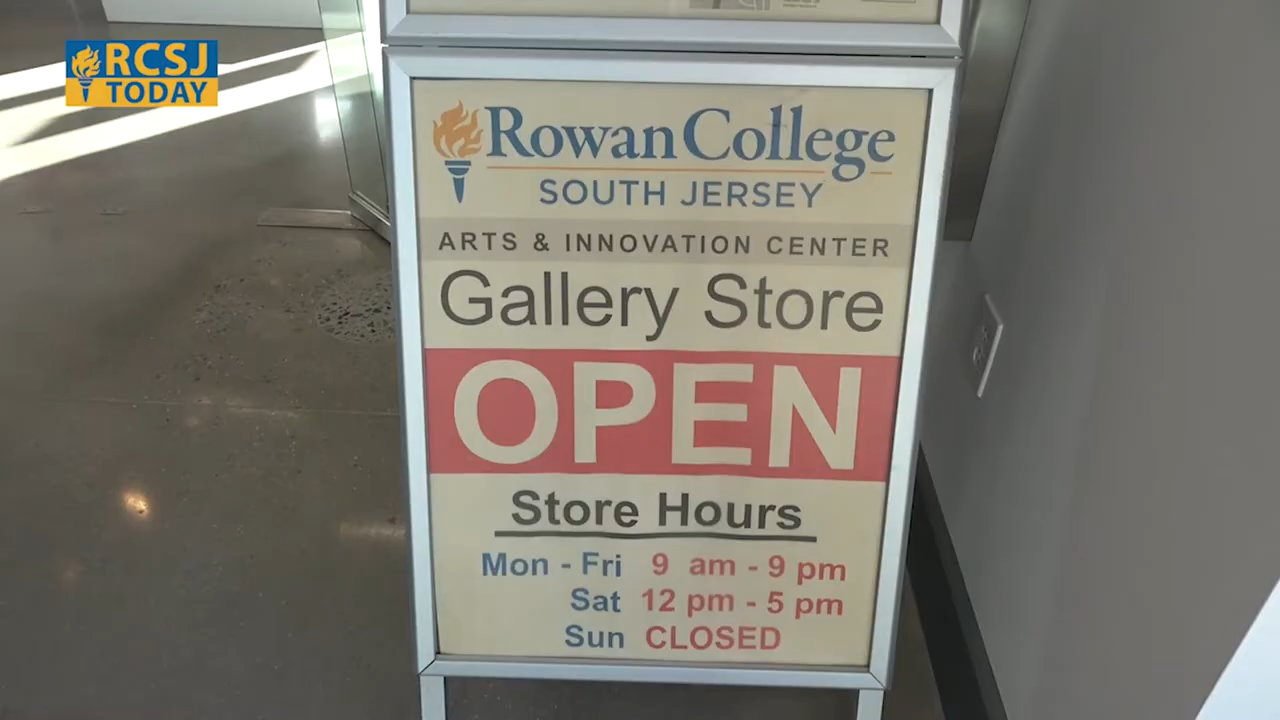 RCSJ
TODAY
Rowan College
SOUTH JERSEY
ARTS & INNOVATION CENTER
Gallery Store
OPEN
Store Hours
Mon - Fri 9 am - 9 pm
Sat 12 pm - 5 pm
Sun CLOSED